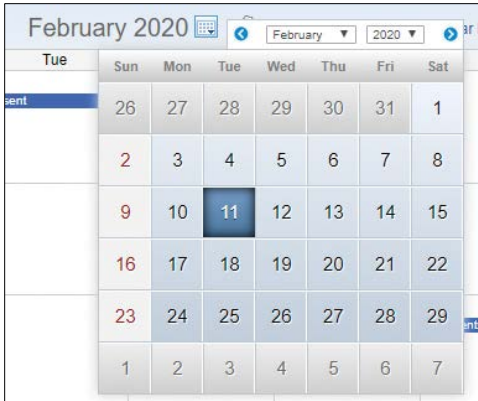 February 2020
February 2020
Tue
Sun Mon Tue Wed Thu Fri Sat
sent
26 27 28 29 30 31 1
2 3 4 5 6 7 8
9 10 11 12 13 14 15
16 17 18 19 20 21 22
23 24 25 26 27 28 29
1 2 3 4 5 6 7